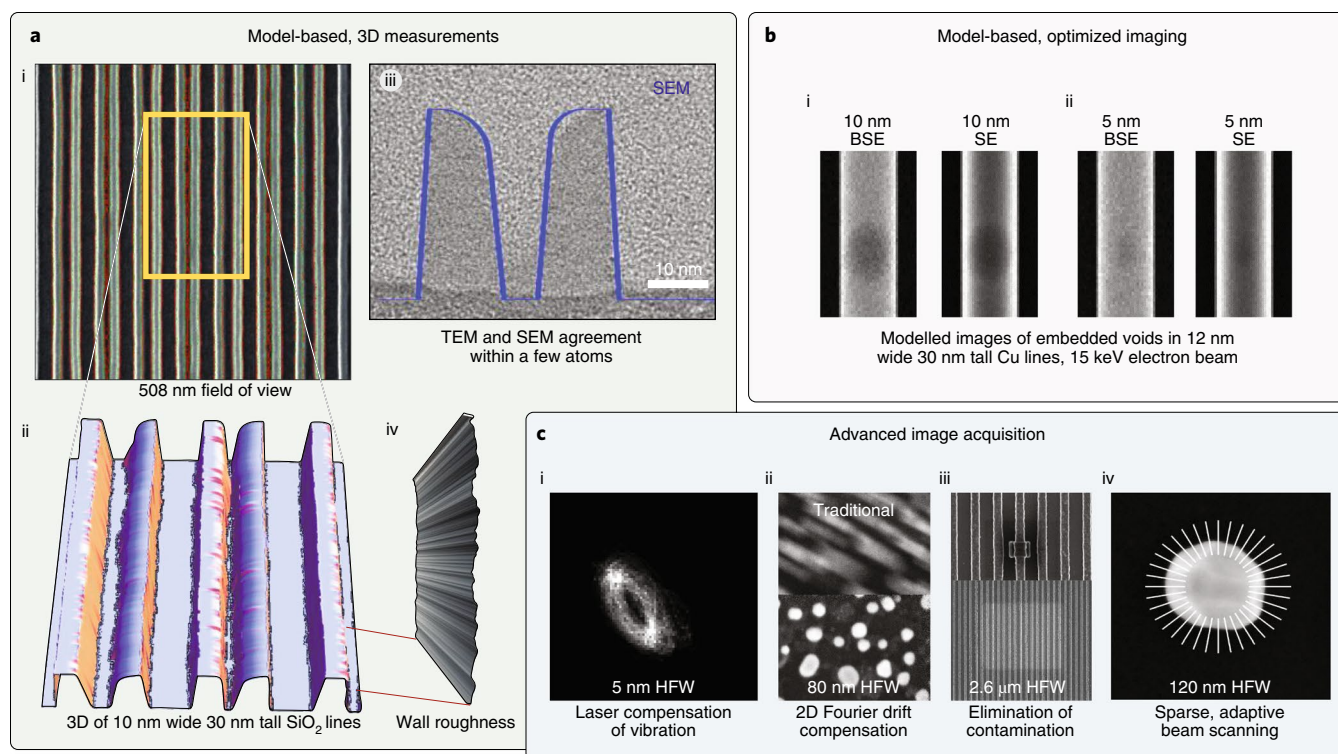 a
Model-based, 3D measurements
i
508 nm field of view
iii
SEM
10 nm
TEM and SEM agreement
within a few atoms
ii
3D of 10 nm wide 30 nm tall SiO₂ lines
iv
Wall roughness
b
Model-based, optimized imaging
i
10 nm
BSE
10 nm
SE
ii
5 nm
BSE
5 nm
SE
Modelled images of embedded voids in 12 nm
wide 30 nm tall Cu lines, 15 keV electron beam
c
Advanced image acquisition
i
5 nm HFW
Laser compensation
of vibration
ii
Traditional
80 nm HFW
2D Fourier drift
compensation
iii
2.6 μm HFW
Elimination of
contamination
iv
120 nm HFW
Sparse, adaptive
beam scanning